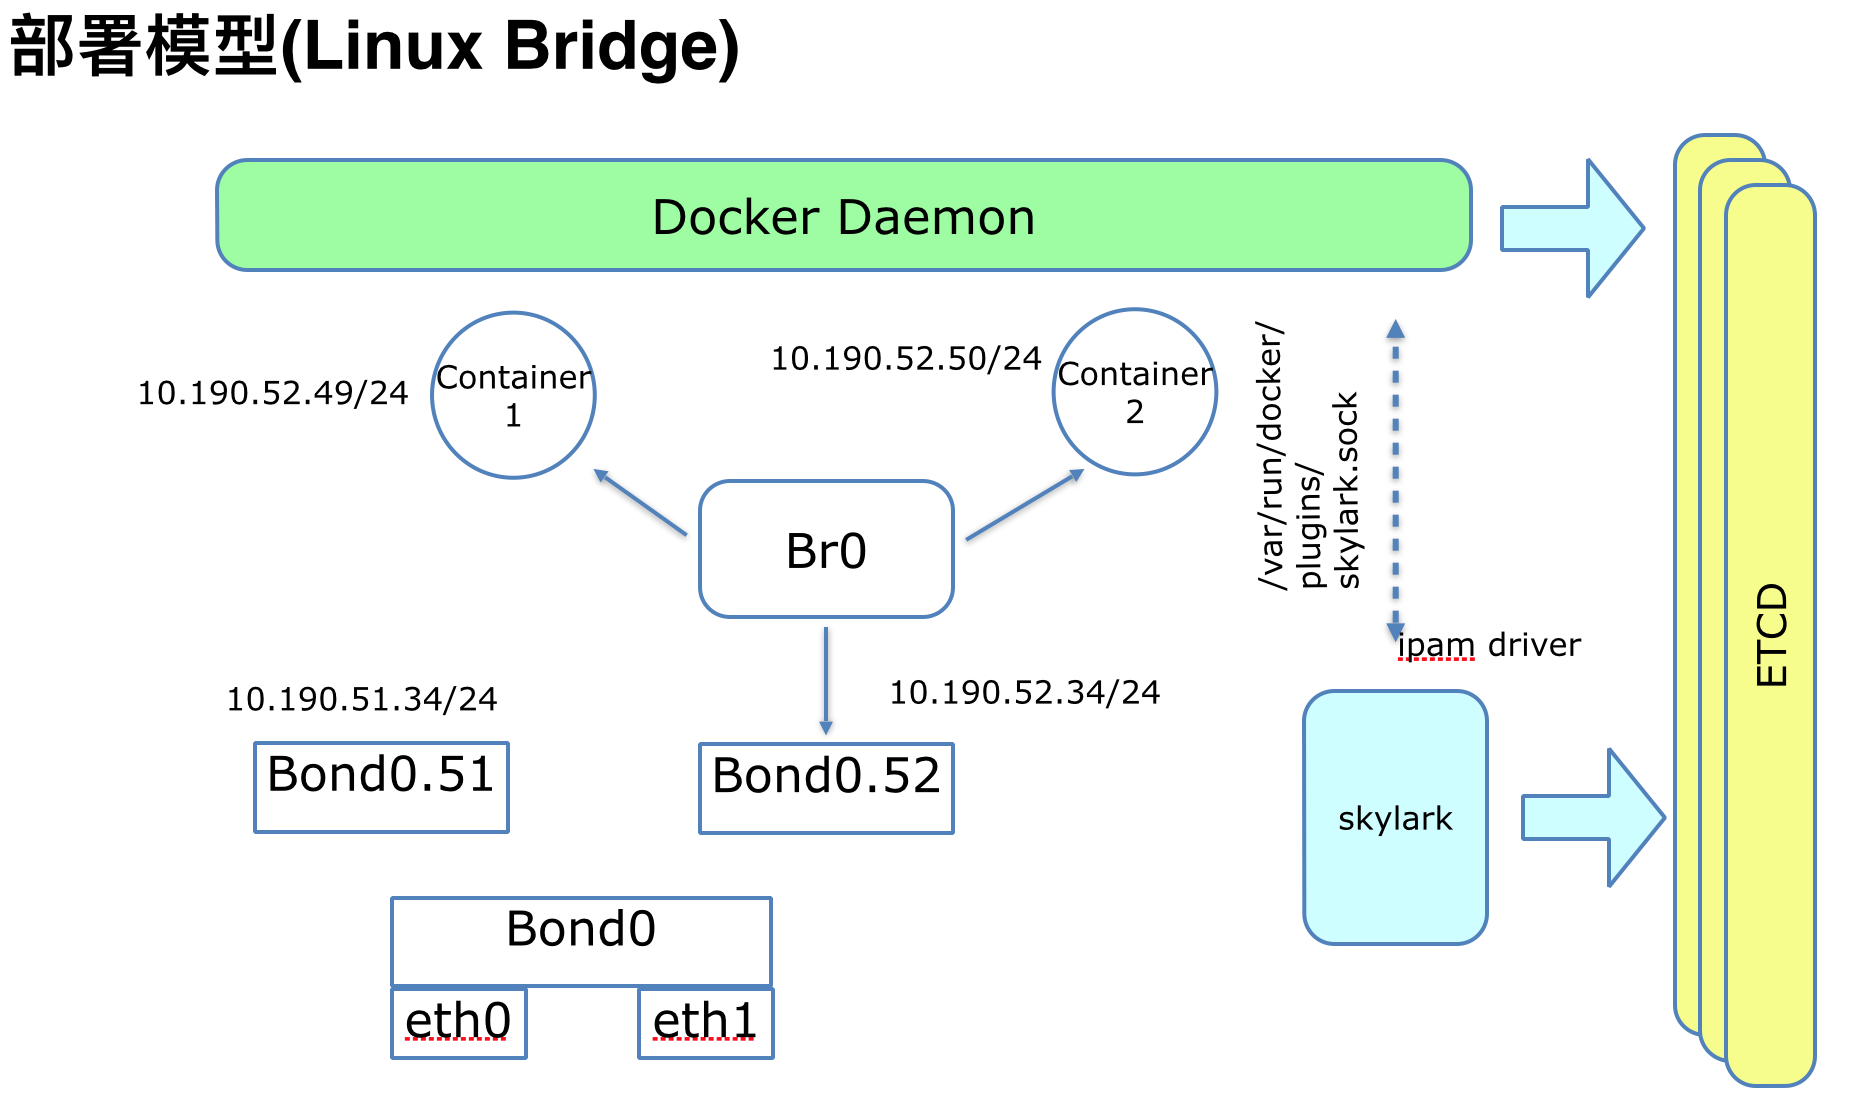 部署模型(Linux Bridge)
Docker Daemon
10.190.52.49/24
Container
1
10.190.52.50/24
Container
2
/var/run/docker/
plugins/
skylark.sock
Br0
ipam driver
10.190.51.34/24
10.190.52.34/24
Bond0.51
Bond0.52
skylark
ETCD
Bond0
eth0
eth1